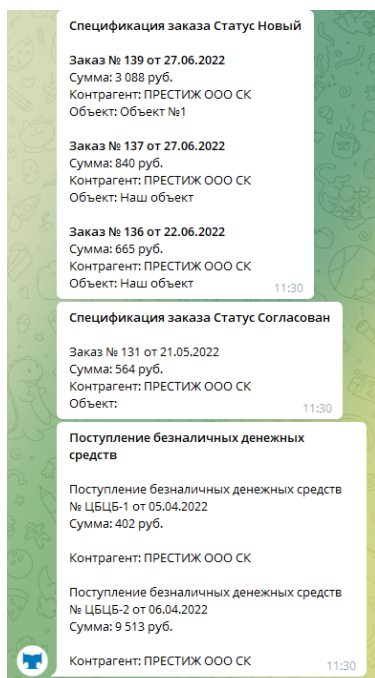 Спецификация заказа Статус Новый
Заказ № 139 от 27.06.2022
Сумма: 3 088 руб.
Контрагент: ПРЕСТИЖ ООО СК
Объект: Объект №1
Заказ № 137 от 27.06.2022
Сумма: 840 руб.
Контрагент: ПРЕСТИЖ ООО СК
Объект: Наш объект
Заказ № 136 от 22.06.2022
Сумма: 665 руб.
Контрагент: ПРЕСТИЖ ООО СК
Объект: Наш объект
11:30
Спецификация заказа Статус Согласован
Заказ № 131 от 21.05.2022
Сумма: 564 руб.
Контрагент: ПРЕСТИЖ ООО СК
Объект:
11:30
Поступление безналичных денежных
средств
Поступление безналичных денежных средств
№ ЦБЦБ-1 от 05.04.2022
Сумма: 402 руб.
Контрагент: ПРЕСТИЖ ООО СК
Поступление безналичных денежных средств
№ ЦБЦБ-2 от 06.04.2022
Сумма: 9 513 руб.
Контрагент: ПРЕСТИЖ ООО СК
11:30